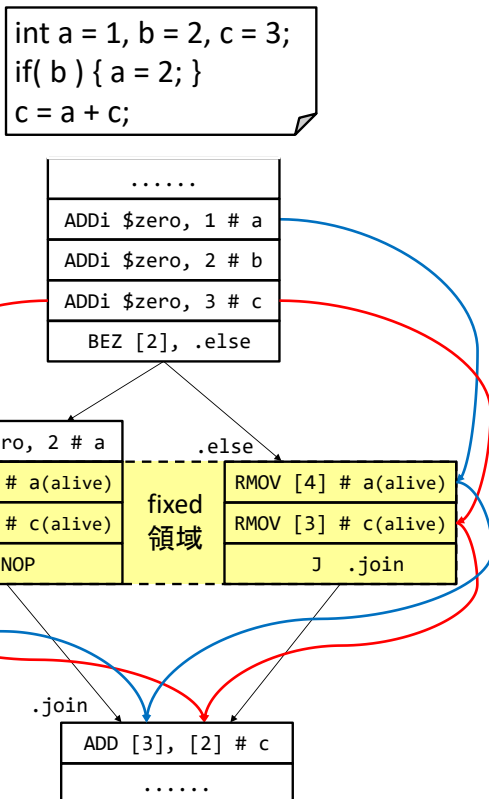 int a = 1, b = 2, c = 3;
if( b ) { a = 2; }
c = a + c;
......
ADDi $zero, 1 # a
ADDi $zero, 2 # b
ADDi $zero, 3 # c
BEZ [2], .else
ro, 2 # a
.else
# a(alive)
# c(alive)
NOP
fixed
領域
RMOV [4] # a(alive)
RMOV [3] # c(alive)
J .join
.join
ADD [3], [2] # c
......